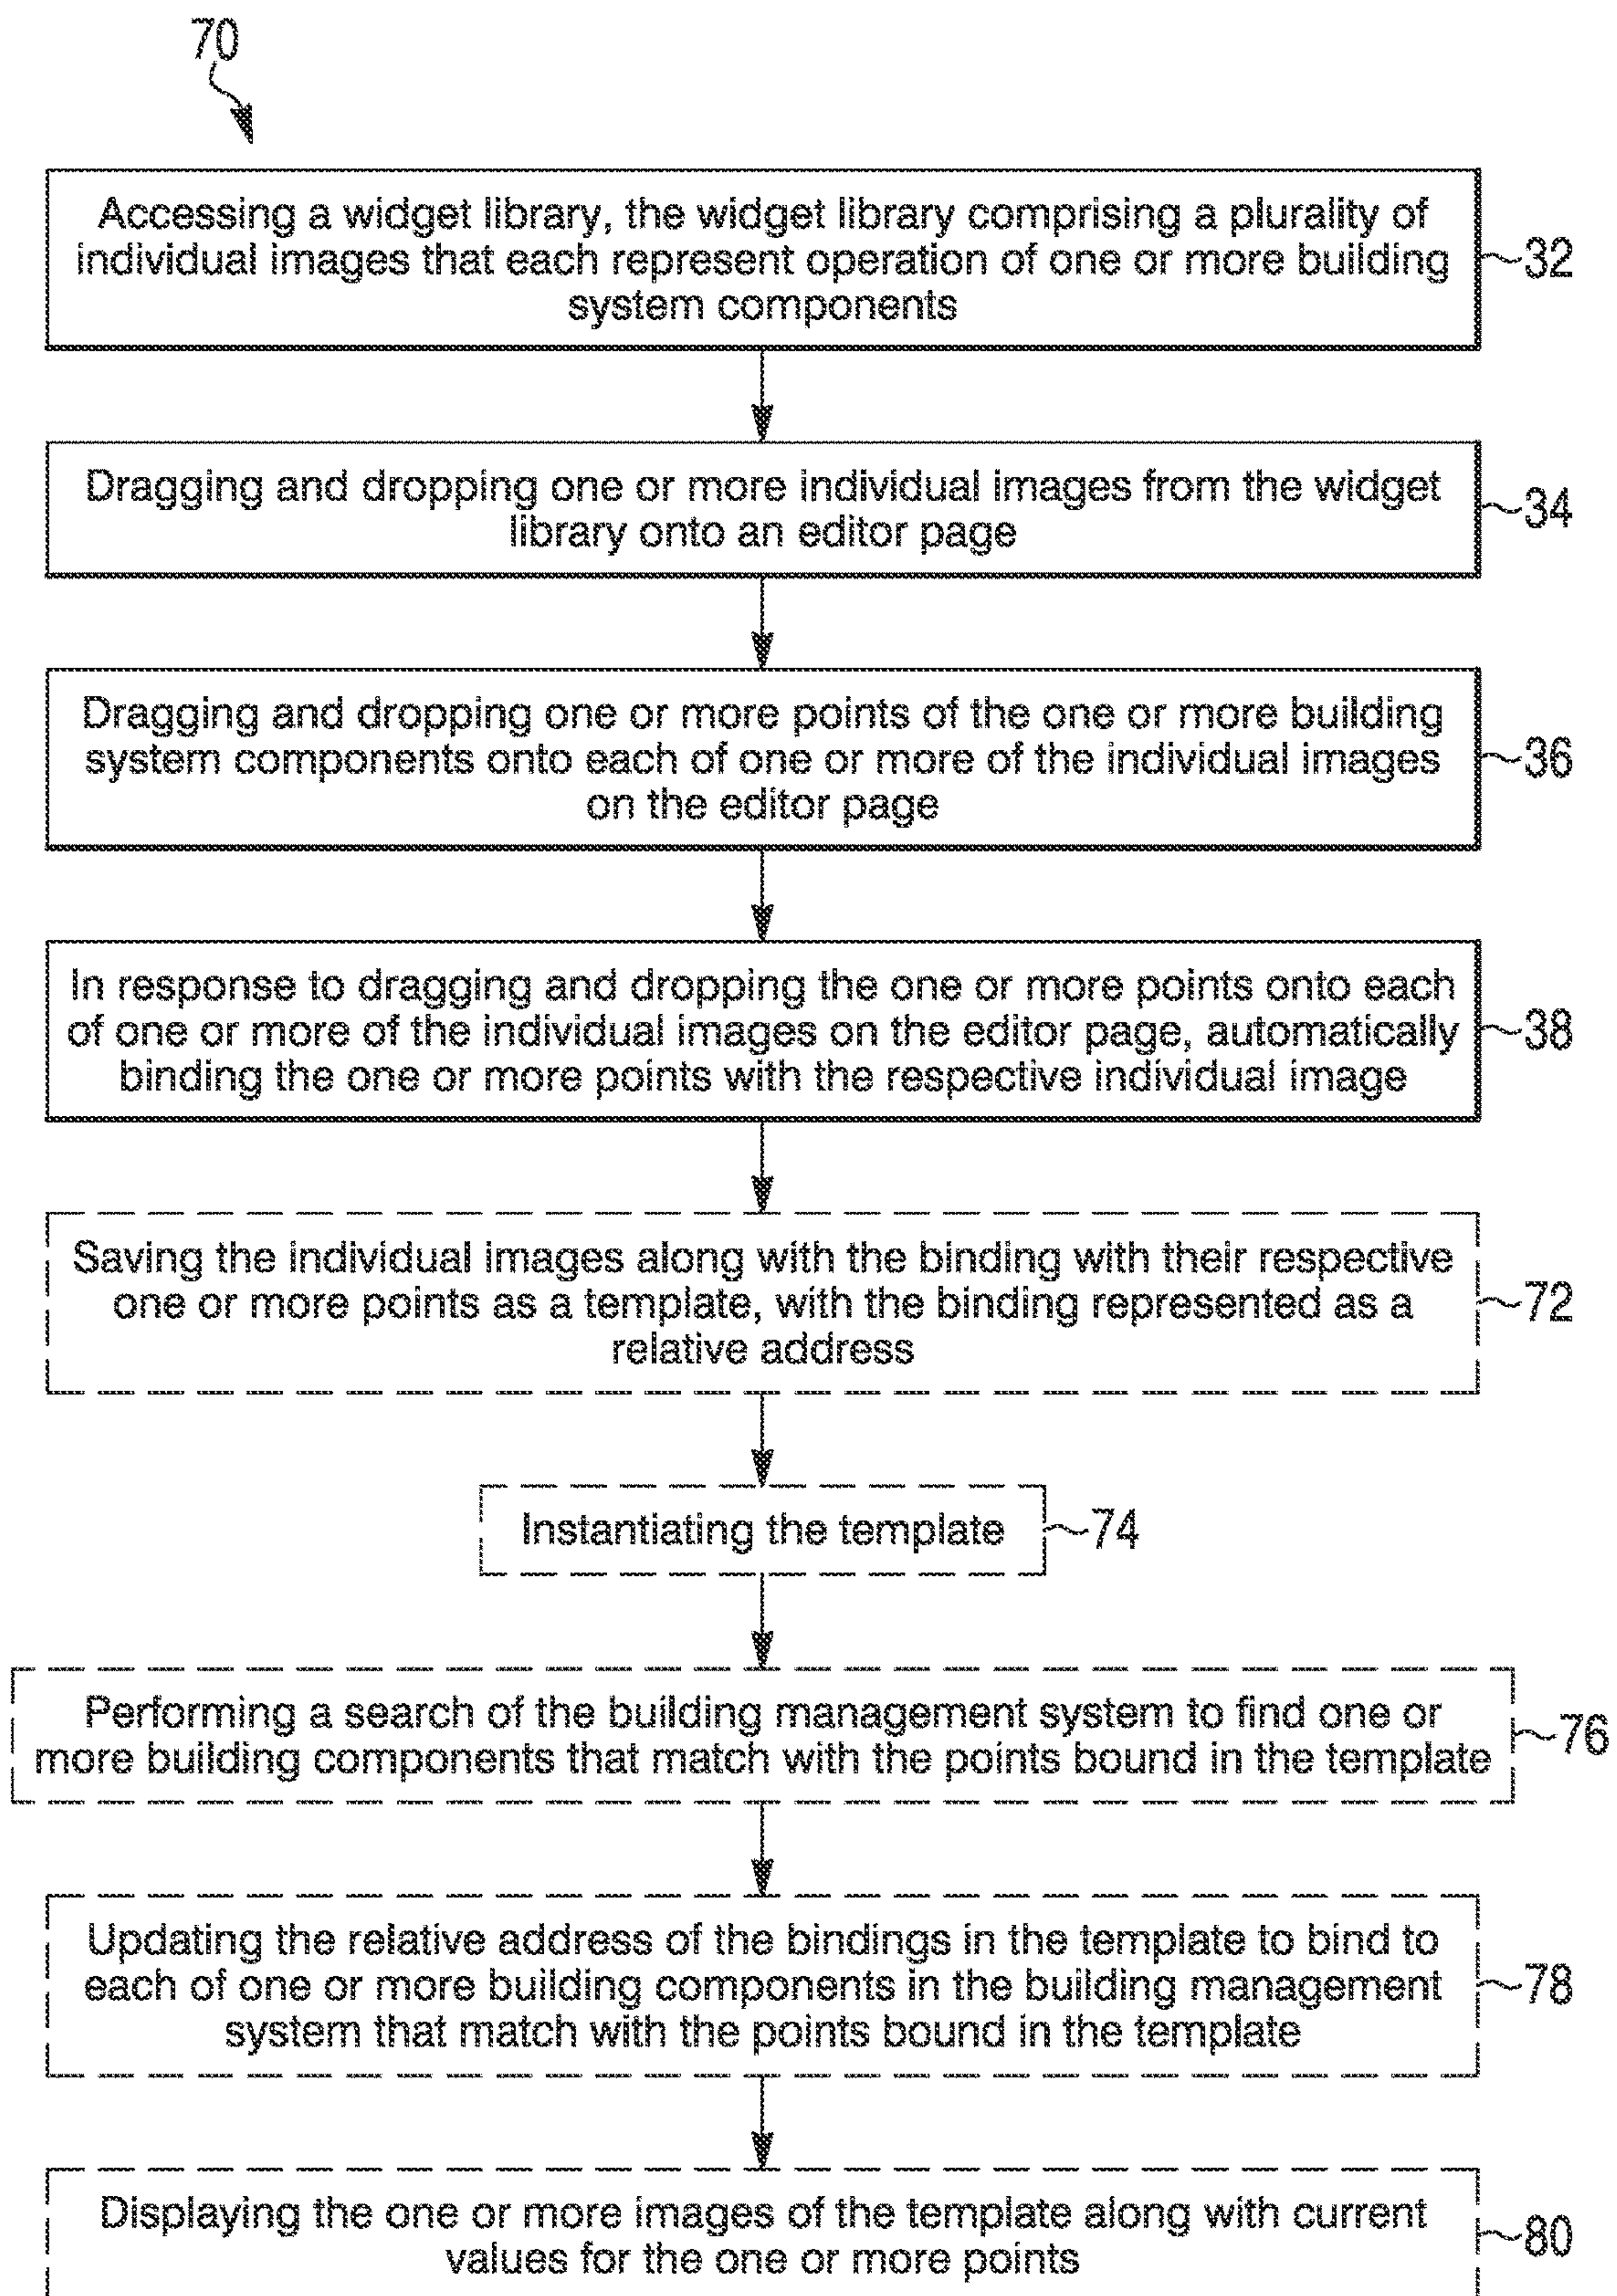 70
Accessing a widget library, the widget library comprising a plurality of
individual images that each represent operation of one or more building
system components
32
Dragging and dropping one or more individual images from the widget
library onto an editor page
34
Dragging and dropping one or more points of the one or more building
system components onto each of one or more of the individual images
on the editor page
36
In response to dragging and dropping the one or more points onto each
of one or more of the individual images on the editor page, automatically
binding the one or more points with the respective individual image
38
Saving the individual images along with the binding with their respective
one or more points as a template, with the binding represented as a
relative address
72
Instantiating the template
74
Performing a search of the building management system to find one or
more building components that match with the points bound in the template
76
Updating the relative address of the bindings in the template to bind to
each of one or more building components in the building management
system that match with the points bound in the template
78
Displaying the one or more images of the template along with current
values for the one or more points
80